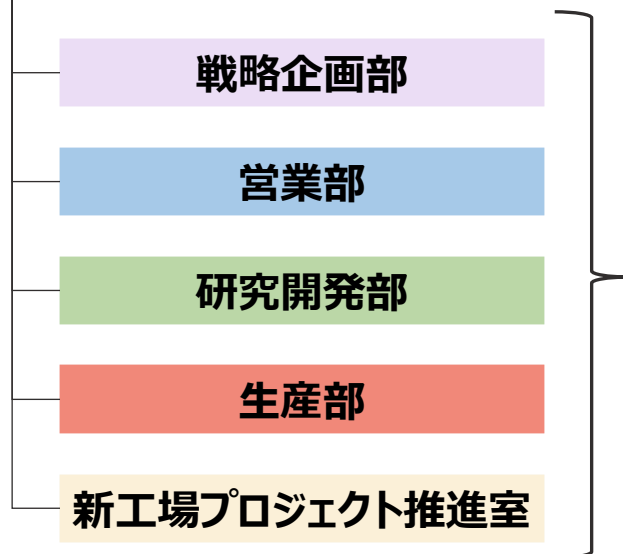 戦略企画部
営業部
研究開発部
生産部
新工場プロジェクト推進室